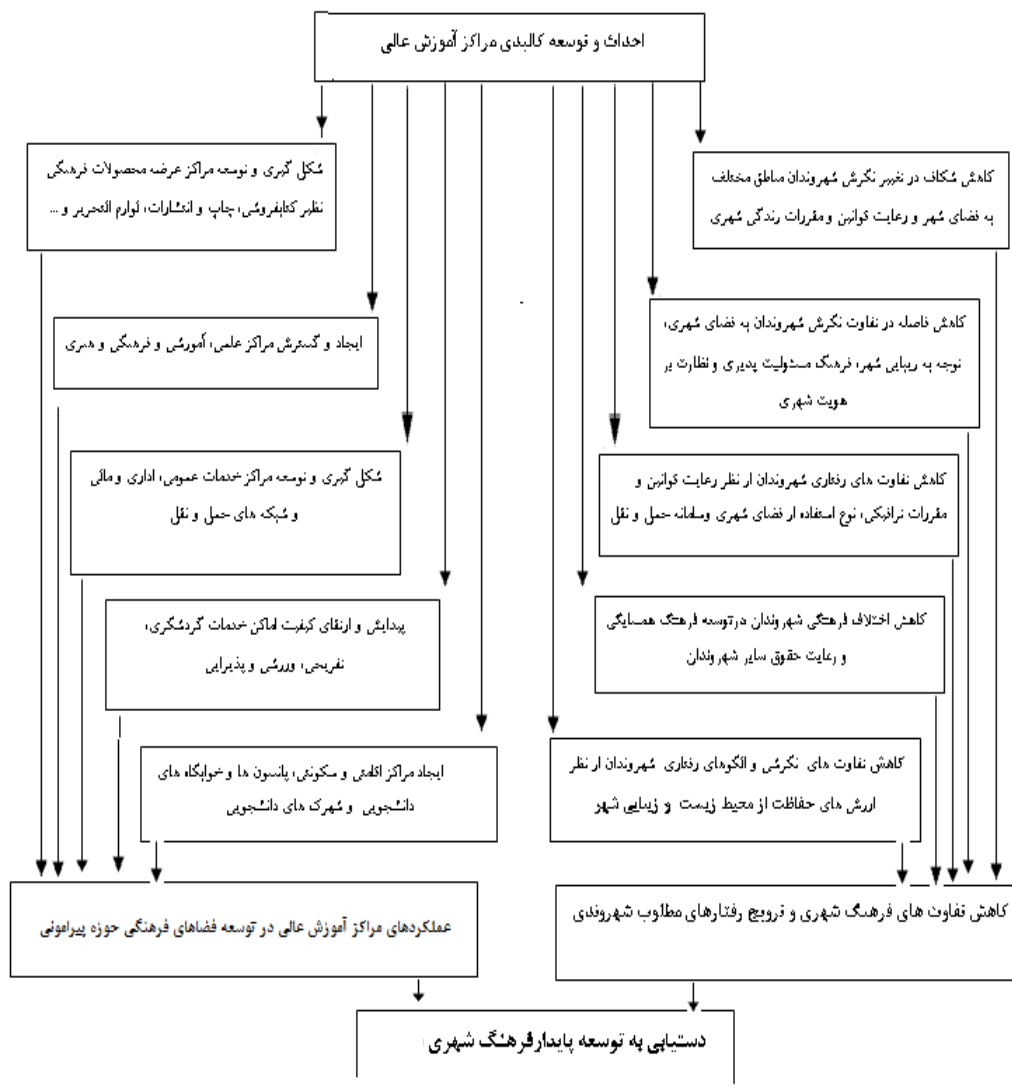 احداث و توسعه کالبدی مراکز آموزش عالی
کاهش شکاف در تغییر نگرش شهروندان مناطق مختلف
به فضای شهر و رعایت قوانین و مقررات زندگی شهری
شکل گیری و توسعه مراکز عرضه محصولات فرهنگی
نظیر کتابفروشی، چاپ و انتشارات، لوازم التحریر و ...
کاهش فاصله در تفاوت نگرش شهروندان به فضای شهری،
توجه به زیبایی شهر، فرهنگ مسئولیت پذیری و نظارت بر
هویت شهری
ایجاد و گسترش مراکز علمی، آموزشی و فرهنگی و هنری
کاهش تفاوت های رفتاری شهروندان از نظر رعایت قوانین و
مقررات ترافیکی، نوع استفاده از فضای شهری وسامانه حمل و نقل
شکل گیری و توسعه مراکز خدمات عمومی، اداری و مالی
و شبکه های حمل و نقل
کاهش اختلاف فرهنگی شهروندان درتوسعه فرهنگ همسایگی
و رعایت حقوق سایر شهروندان
پیدایش و ارتقای کیفیت اماکن خدمات گردشگری،
تفریحی، ورزشی و پذیرایی
کاهش تفاوت های نگرشی و الگوهای رفتاری شهروندان از نظر
ارزش های حفاظت از محیط زیست و زیبایی شهر
ایجاد مراکز اقامتی و سکونتی، پانسیون ها و خوابگاه های
دانشجویی و شهرک های دانشجویی
کاهش تفاوت های فرهنگ شهری و ترویج رفتارهای مطلوب شهروندی
عملکردهای مراکز آموزش عالی در توسعه فضاهای فرهنگی حوزه پیرامونی
دستیابی به توسعه پایدارفرهنگ شهری